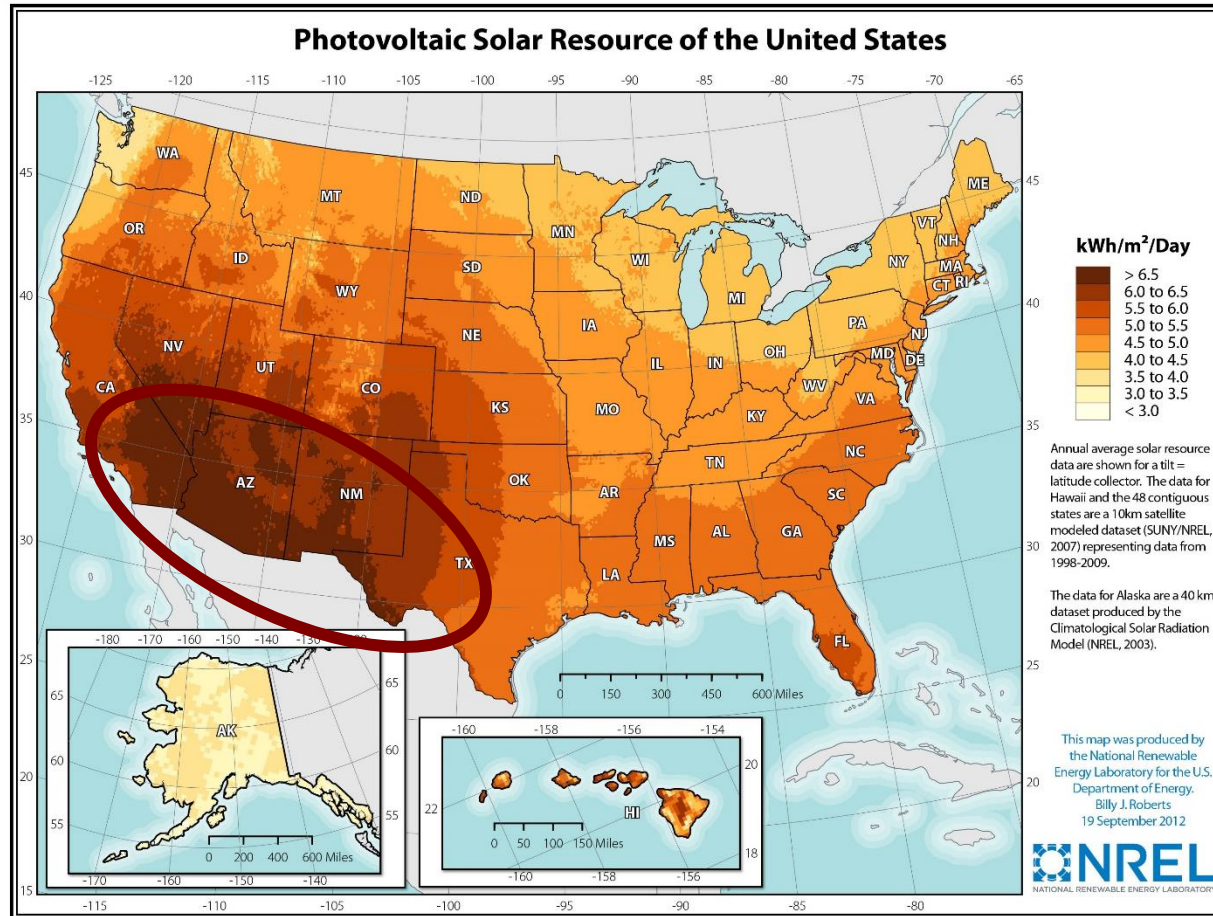 Photovoltaic Solar Resource of the United States
-125 -120 -115 -110 -105 -100 -95 -90 -85 -80 -75 -70 -65
45
40
35
30
25
20
15
45
40
35
30
25
20
-115 -110 -105 -100 -95 -90 -85 -80
WA
OR
ID
MT
ND
MN
SD
WY
NE
IA
WI
MI
NV
UT
CO
CA
KS
MO
IL
IN
OH
KY
WV
PA
NY
VT
NH
ME
MA
CT RI
NJ
MD
DE
VA
NC
TN
SC
GA
AL
MS
AR
LA
OK
TX
NM
AZ
FL
0 150 300 450 600 Miles
-180 -170 -160 -150 -140 -130 -120
65
60
55
65
60
55
AK
0 200 400 600 Miles
-170 -160 -150 -140
-160 -158 -156 -154
22
20
18
HI
0 50 100 150 Miles
-160 -158 -156
kWh/m²/Day
> 6.5
6.0 to 6.5
5.5 to 6.0
5.0 to 5.5
4.5 to 5.0
4.0 to 4.5
3.5 to 4.0
3.0 to 3.5
< 3.0
Annual average solar resource
data are shown for a tilt =
latitude collector. The data for
Hawaii and the 48 contiguous
states are a 10km satellite
modeled dataset (SUNY/NREL,
2007) representing data from
1998-2009.
The data for Alaska are a 40 km
dataset produced by the
Climatological Solar Radiation
Model (NREL, 2003).
This map was produced by
the National Renewable
Energy Laboratory for the U.S.
Department of Energy.
Billy J. Roberts
19 September 2012
NREL
NATIONAL RENEWABLE ENERGY LABORATORY